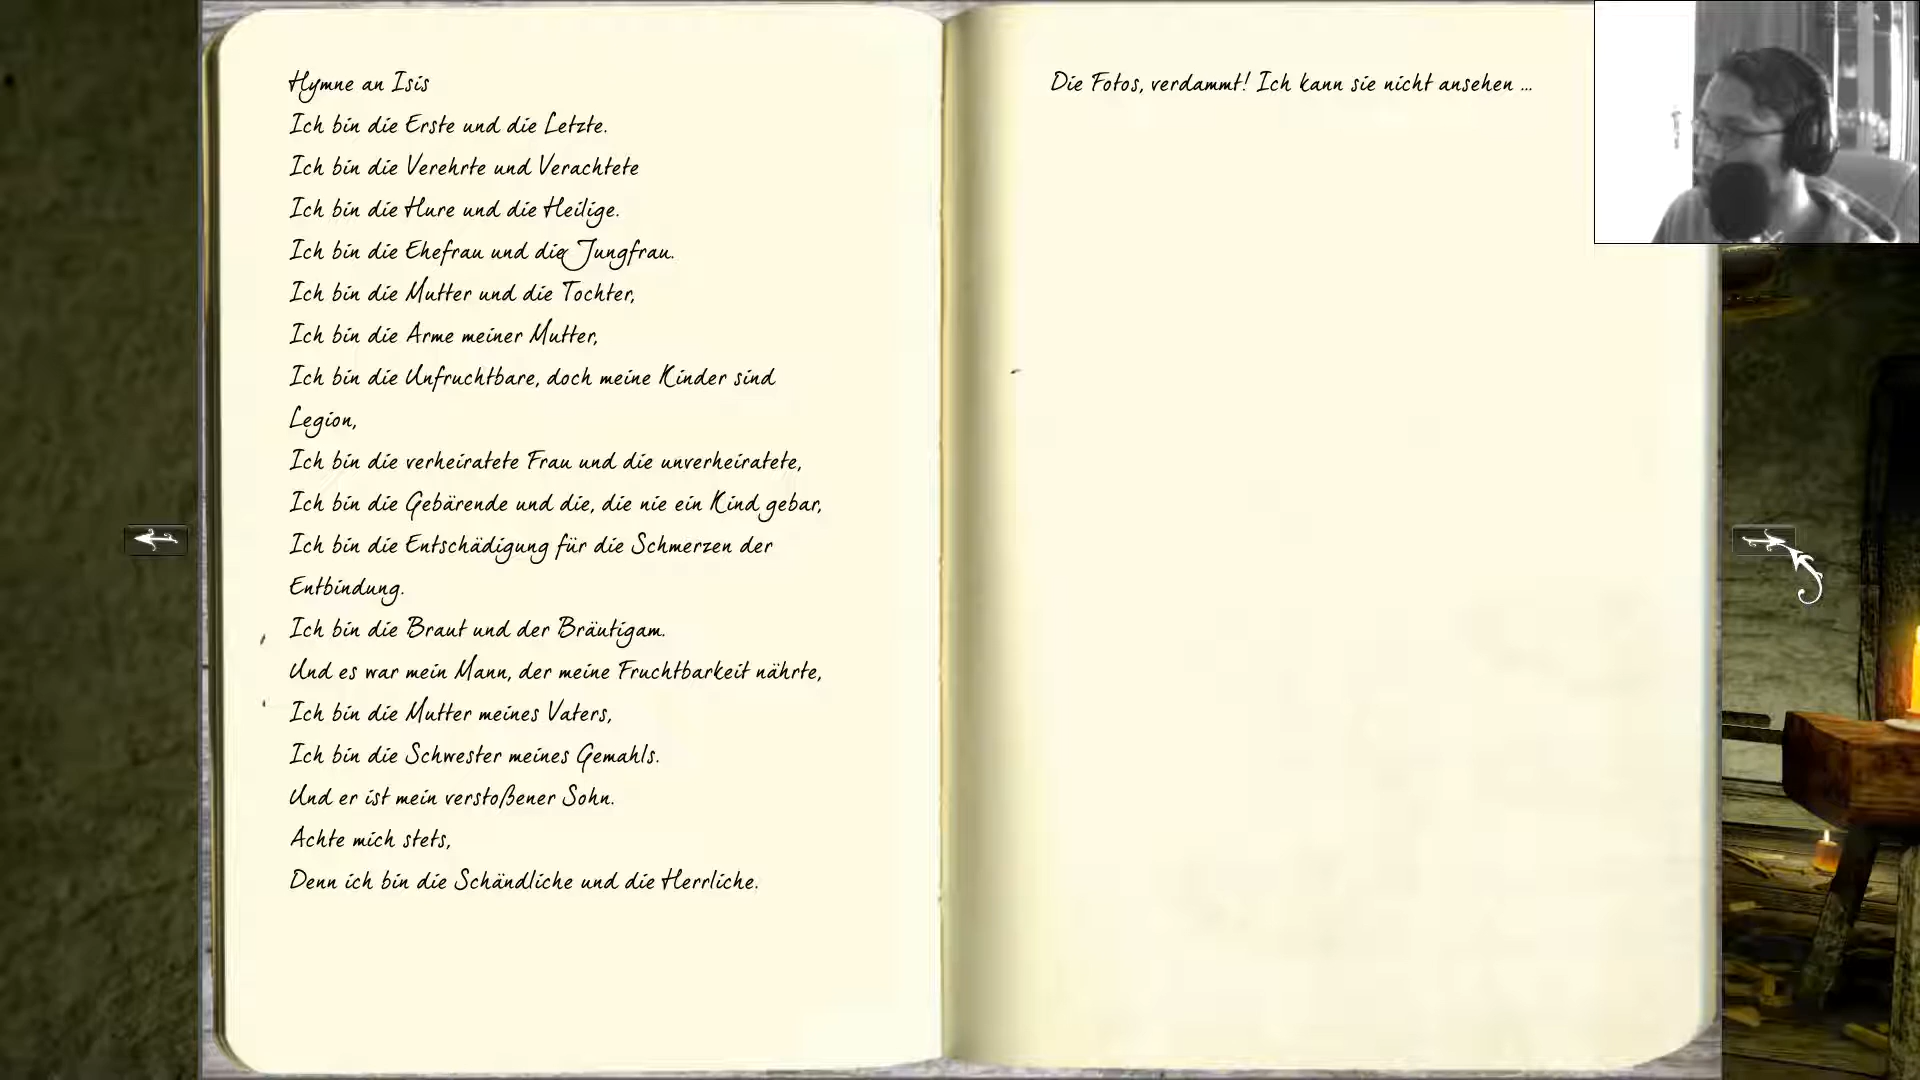 Hymne an Isis
Ich bin die Erste und die Letzte.
Ich bin die Verehrte und Verachtete
Ich bin die Hure und die Heilige.
Ich bin die Ehefrau und die Jungfrau.
Ich bin die Mutter und die Tochter,
Ich bin die Arme meiner Mutter,
Ich bin die Unfruchtbare, doch meine Kinder sind
Legion,
Ich bin die verheiratete Frau und die unverheiratete,
Ich bin die Gebärende und die, die nie ein Kind gebar,
Ich bin die Entschädigung für die Schmerzen der
Entbindung.
Ich bin die Braut und der Bräutigam.
Und es war mein Mann, der meine Fruchtbarkeit nährte,
Ich bin die Mutter meines Vaters,
Ich bin die Schwester meines Gemahls.
Und er ist mein verstoßener Sohn.
Achte mich stets,
Denn ich bin die Schändliche und die Herrliche.
Die Fotos, verdammt! Ich kann sie nicht ansehen ...